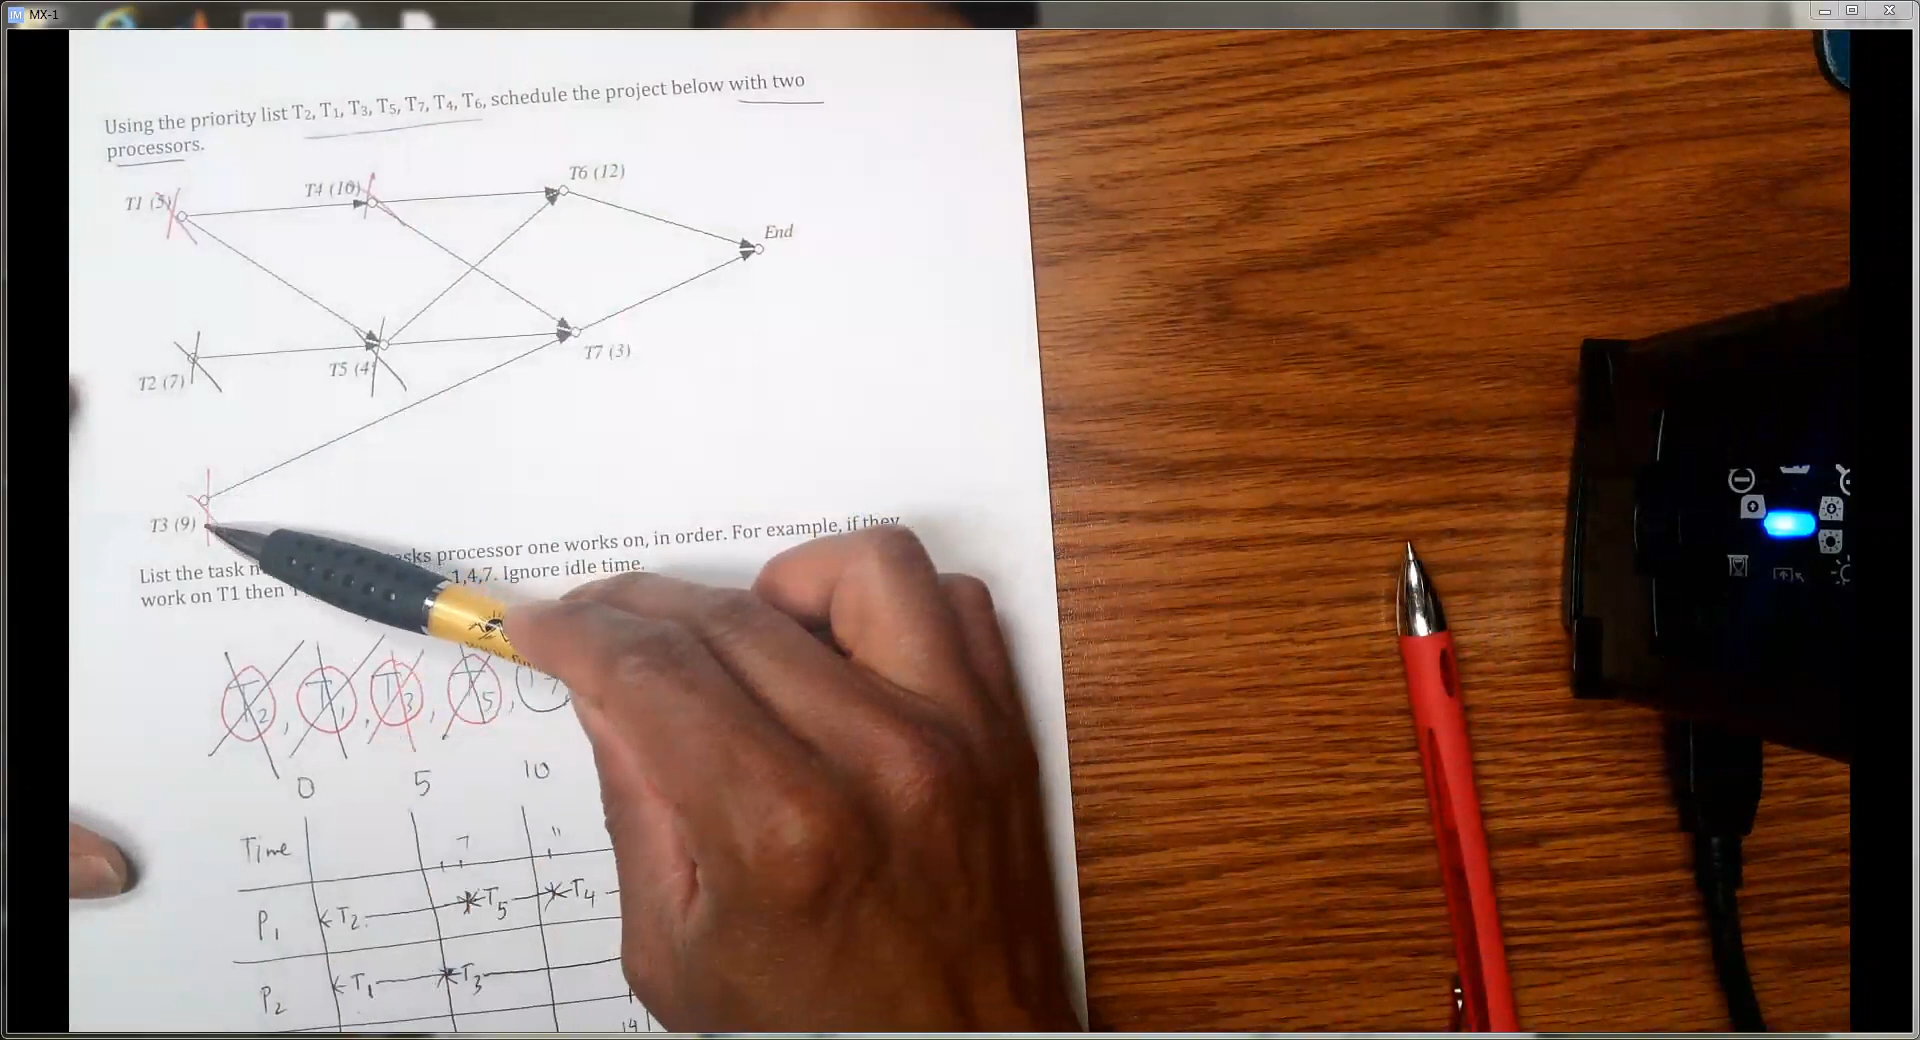 MX-1
Using the priority list T2, T1, T3, T5, T7, T4, T6, schedule the project below with two
processors.
T1 (5)
T4 (10)
T6 (12)
End
T2 (7)
T5 (4)
T7 (3)
T3 (9)
List the task
asks processor one works on, in order. For example, if they
work on T1 then
1,4,7. Ignore idle time.
T2, T1, T3, T5,
0 5 10
Time 7 11
P1 T2 T5 T4
P2 T1 T3
14